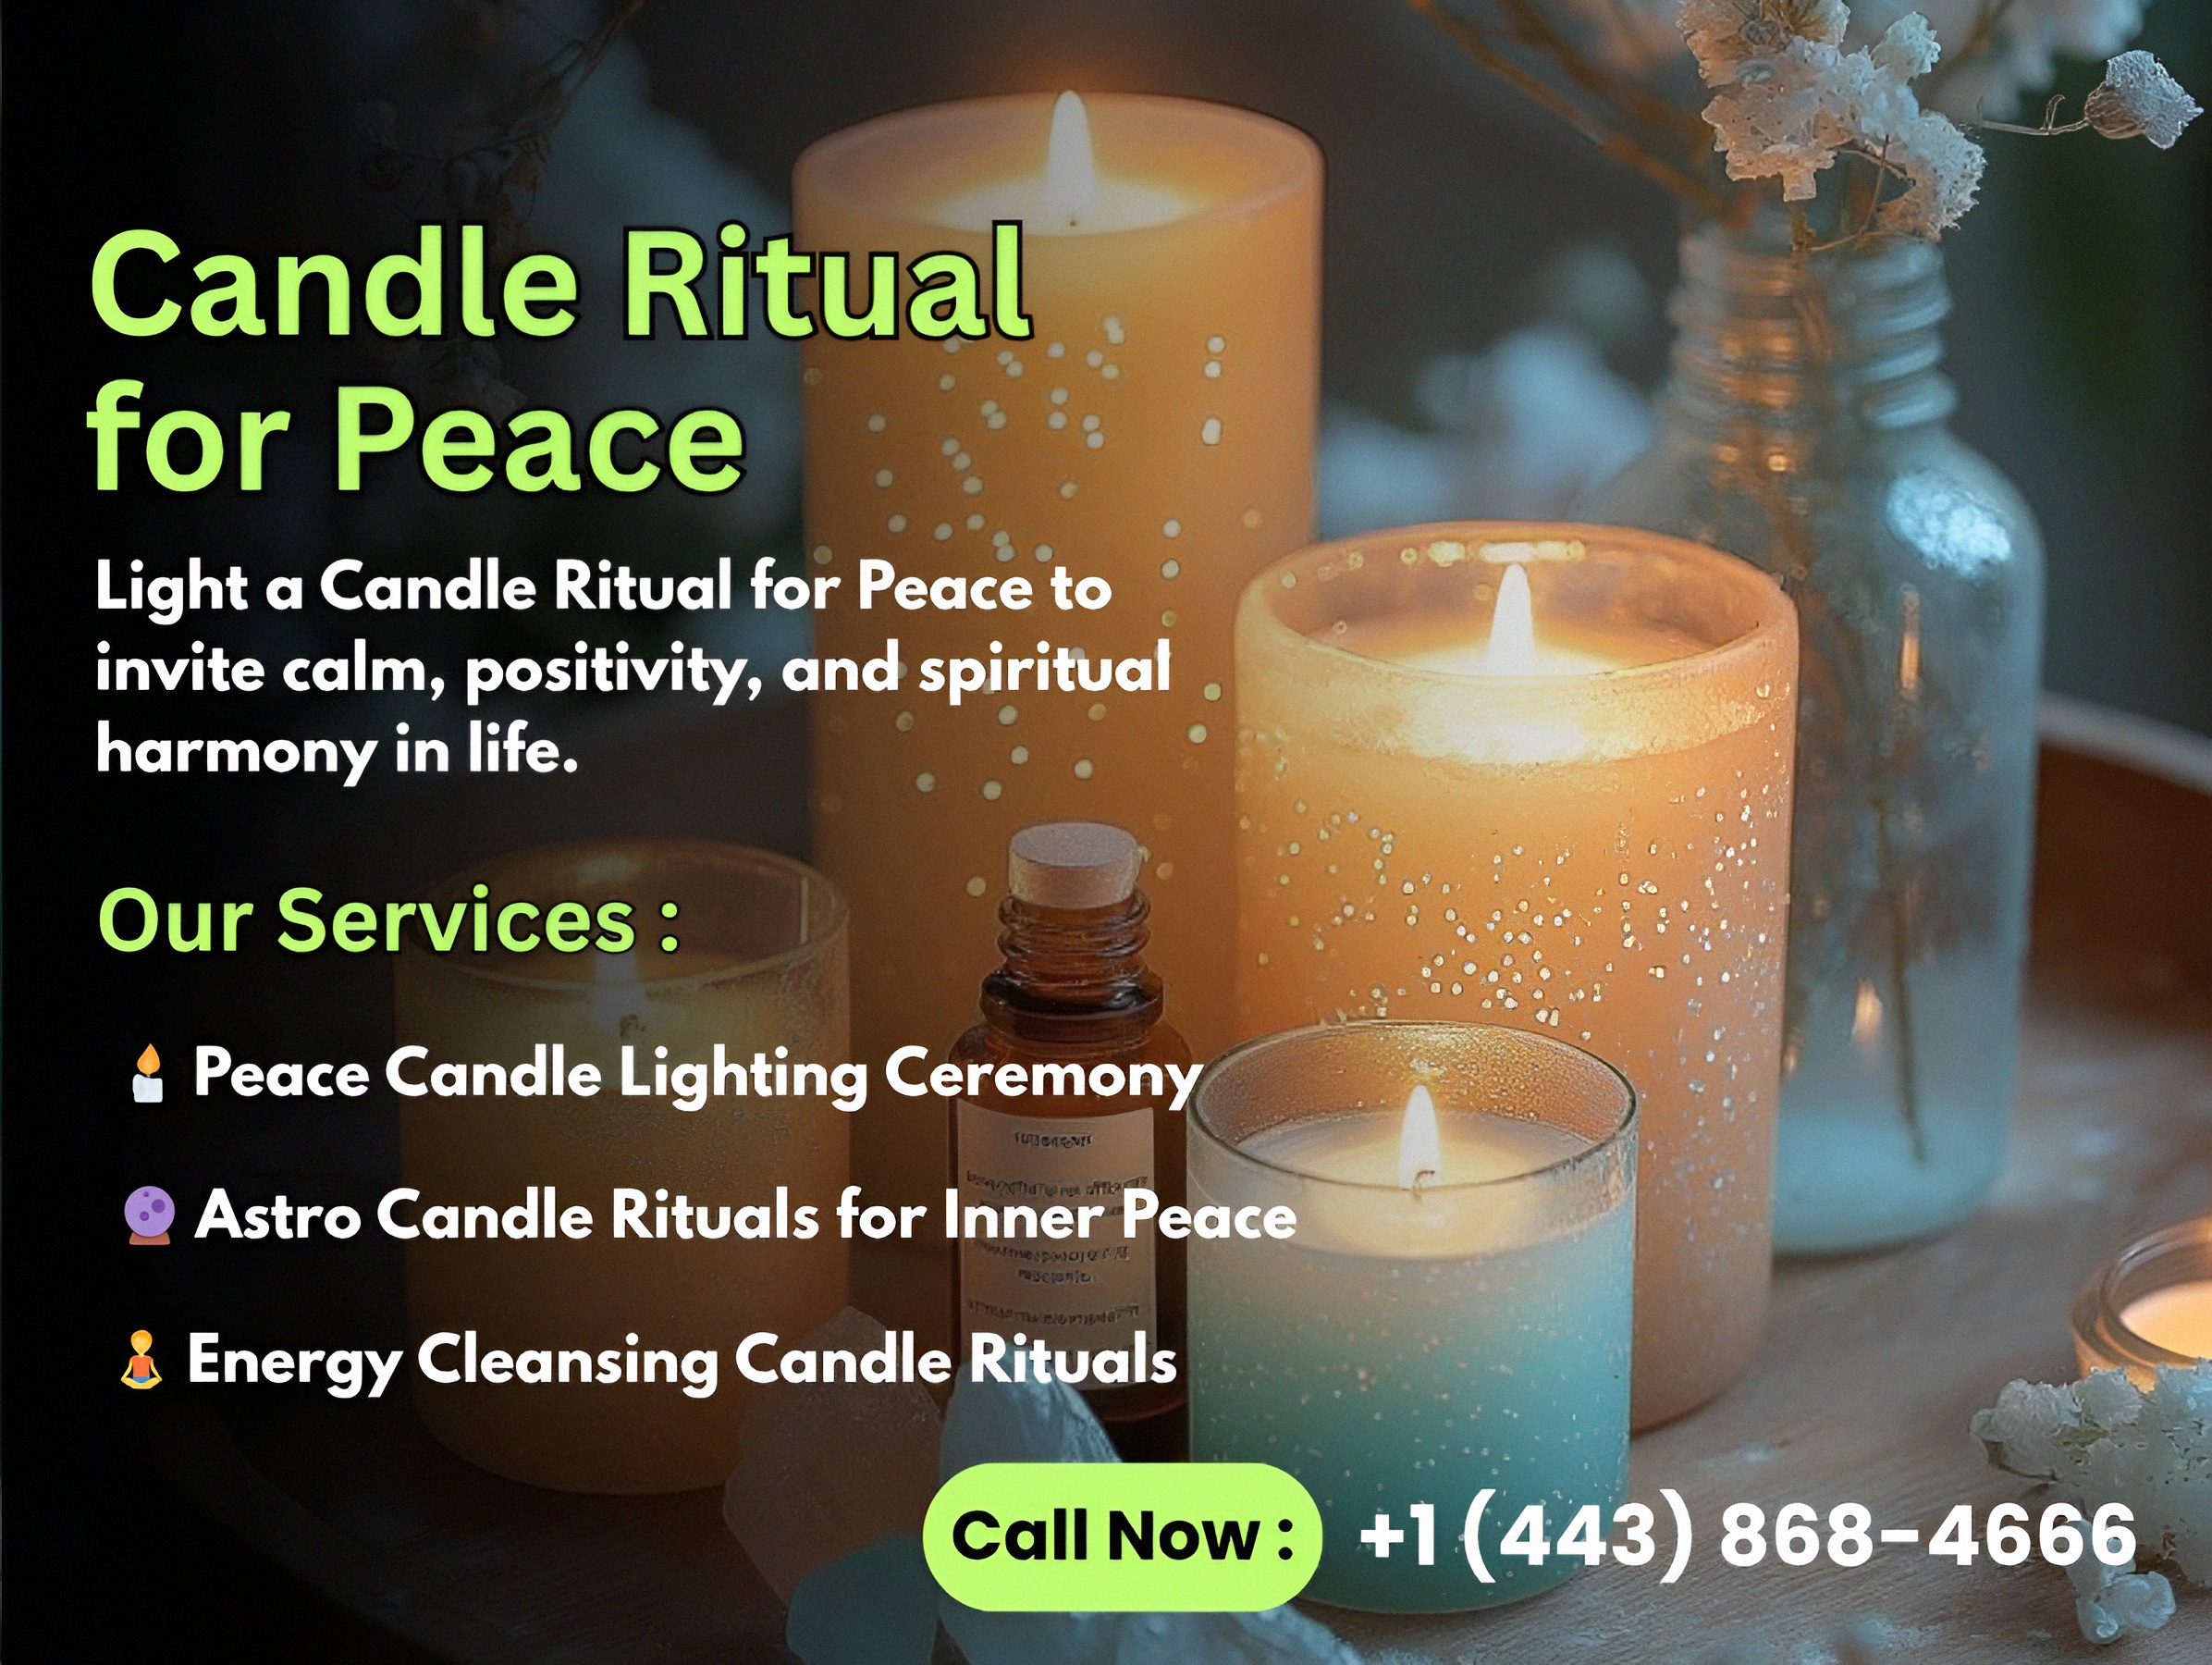 Candle Ritual
for Peace
Light a Candle Ritual for Peace to
invite calm, positivity, and spiritual
harmony in life.
Our Services :
Peace Candle Lighting Ceremony
Astro Candle Rituals for Inner Peace
Energy Cleansing Candle Rituals
Call Now : +1 (443) 868-4666